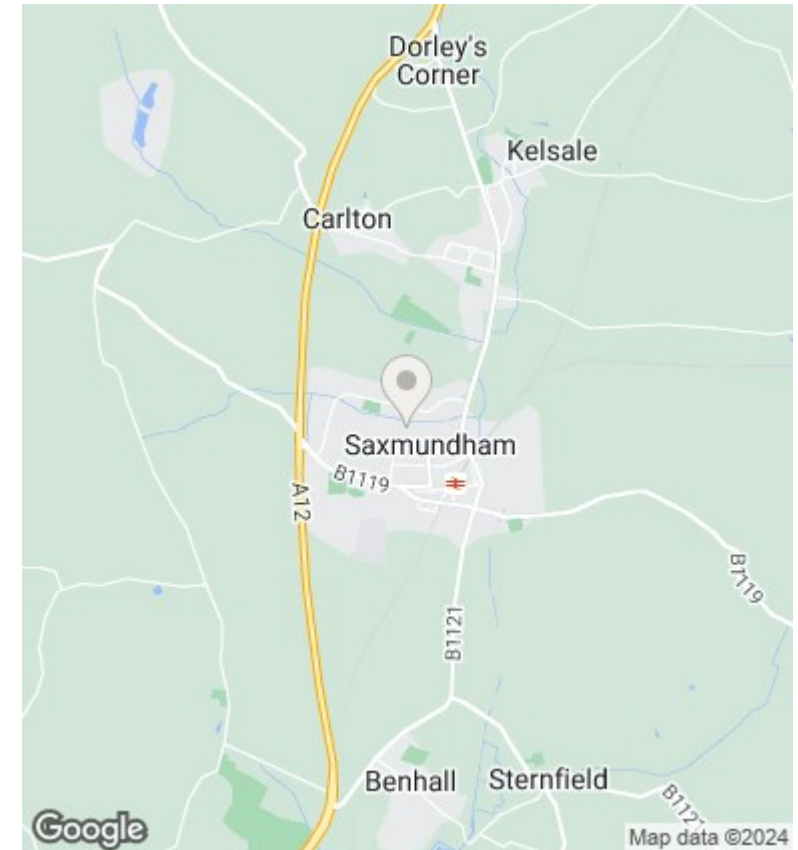 Dorley's
Corner
Kelsale
Carlton
Saxmundham
B1119
A12
B1119
B1121
Benhall
Sternfield
B1121
Google
Map data ©2024